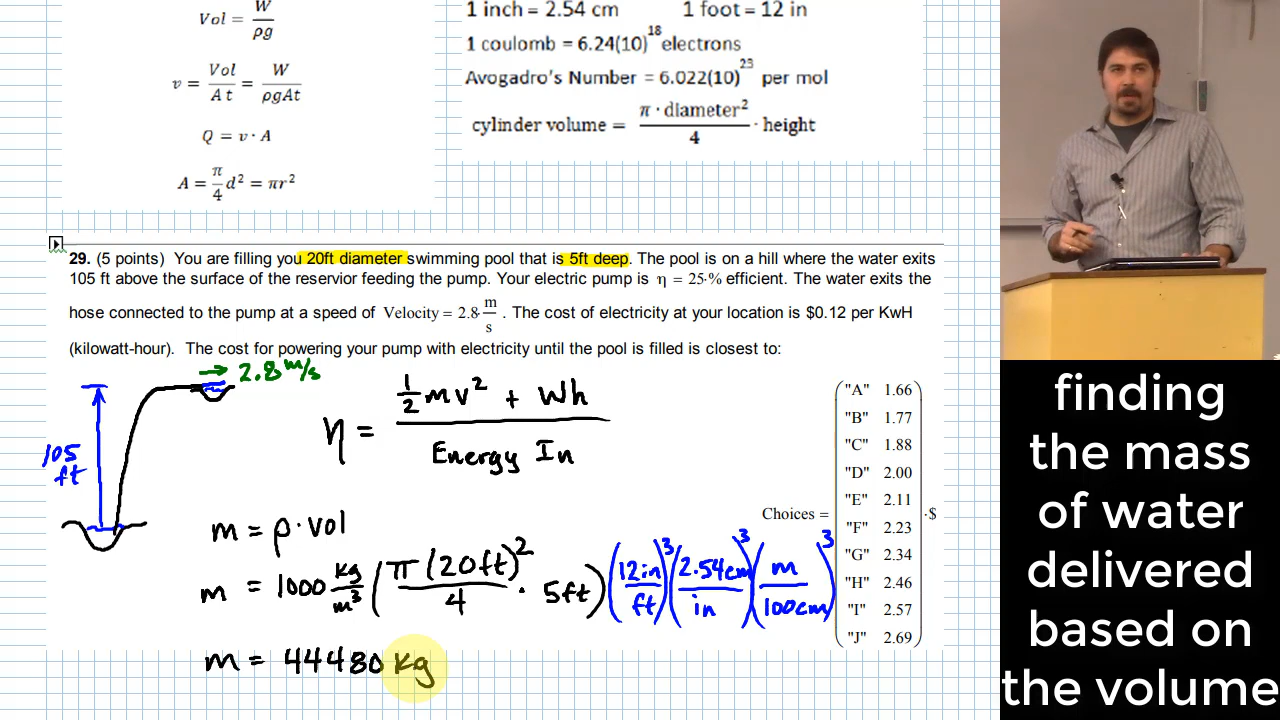 Vol = W/ρg
1 inch = 2.54 cm 1 foot = 12 in
1 coulomb = 6.24(10)^18 electrons
v = Vol/At = W/ρgAt
Avogadro's Number = 6.022(10)^23 per mol
cylinder volume = π · diameter²/4 · height
Q = v · A
A = π/4 d² = πr²
29. (5 points) You are filling you 20ft diameter swimming pool that is 5ft deep. The pool is on a hill where the water exits
105 ft above the surface of the reservior feeding the pump. Your electric pump is η = 25·% efficient. The water exits the
hose connected to the pump at a speed of Velocity = 2.8 m/s . The cost of electricity at your location is $0.12 per KwH
(kilowatt-hour). The cost for powering your pump with electricity until the pool is filled is closest to:
→ 2.8 m/s
105
ft
η = (½mv² + Wh)/Energy In
m = ρ·vol
m = 1000 kg/m³ (π(20ft)²/4 · 5ft)(12in/ft)³(2.54cm/in)³(m/100cm)³
m = 44480 kg
Choices =
"A" 1.66
"B" 1.77
"C" 1.88
"D" 2.00
"E" 2.11
"F" 2.23
"G" 2.34
"H" 2.46
"I" 2.57
"J" 2.69
·$
finding
the mass
of water
delivered
based on
the volume